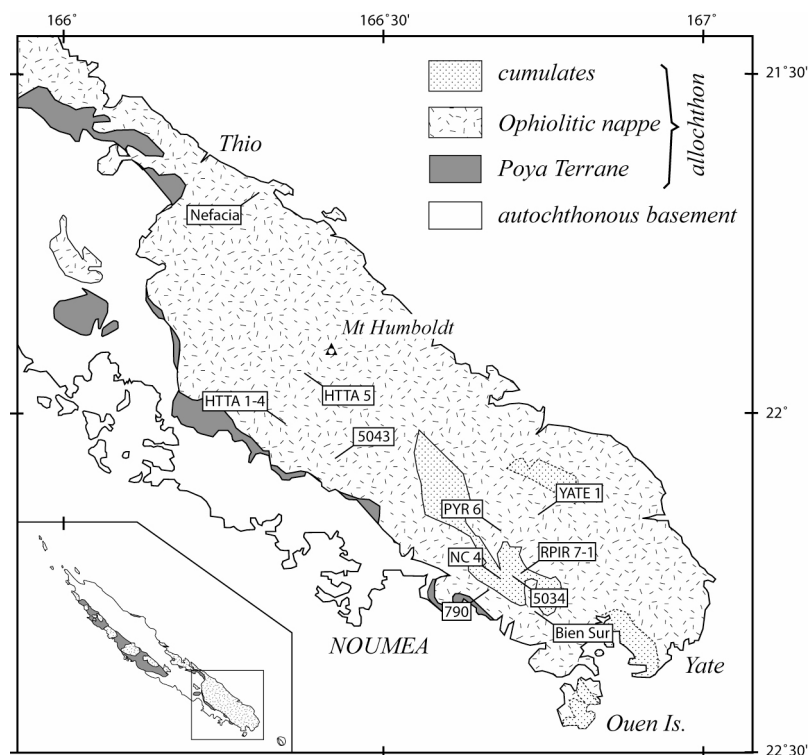 166°
166°30'
167°
21°30'
cumulates
Ophiolitic nappe
Poya Terrane
allochthon
autochthonous basement
Thio
Nefacia
Mt Humboldt
HTTA 5
HTTA 1-4
22°
5043
YATE 1
PYR 6
RPIR 7-1
NC 4
5034
790
Bien Sur
NOUMEA
Yate
Ouen Is.
22°30'